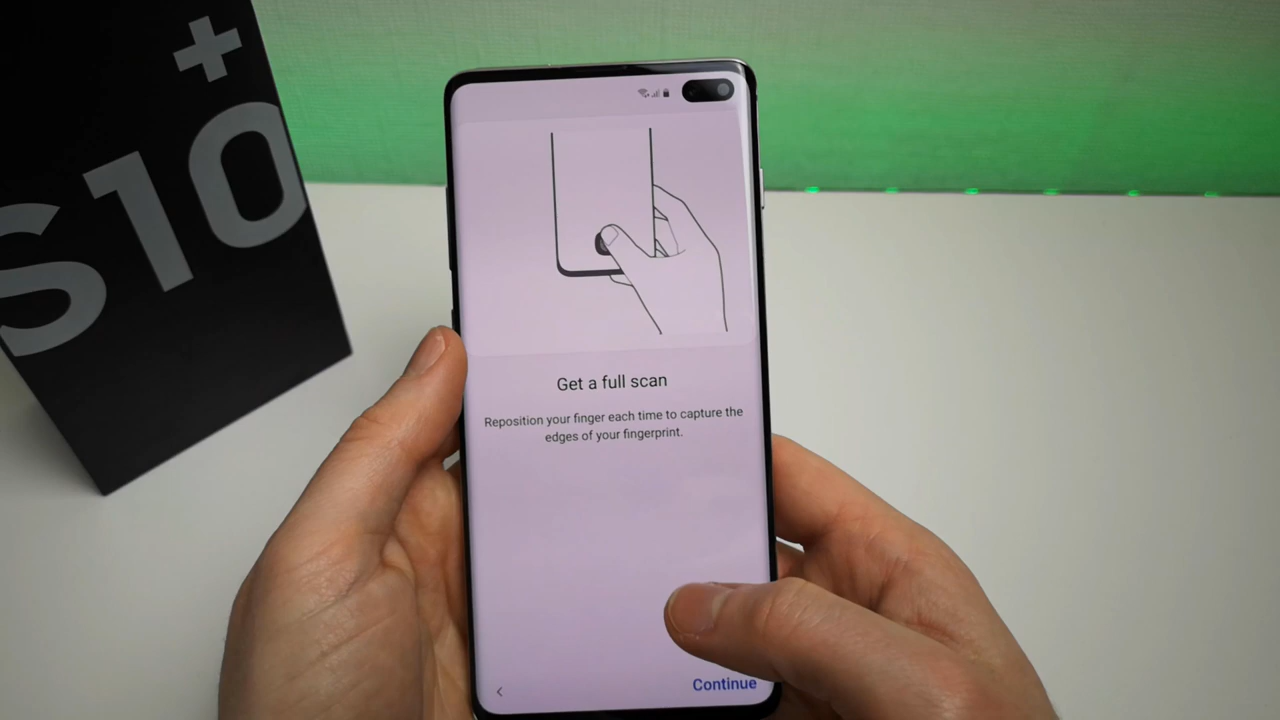 +
S10
Get a full scan
Reposition your finger each time to capture the
edges of your fingerprint.
Continue